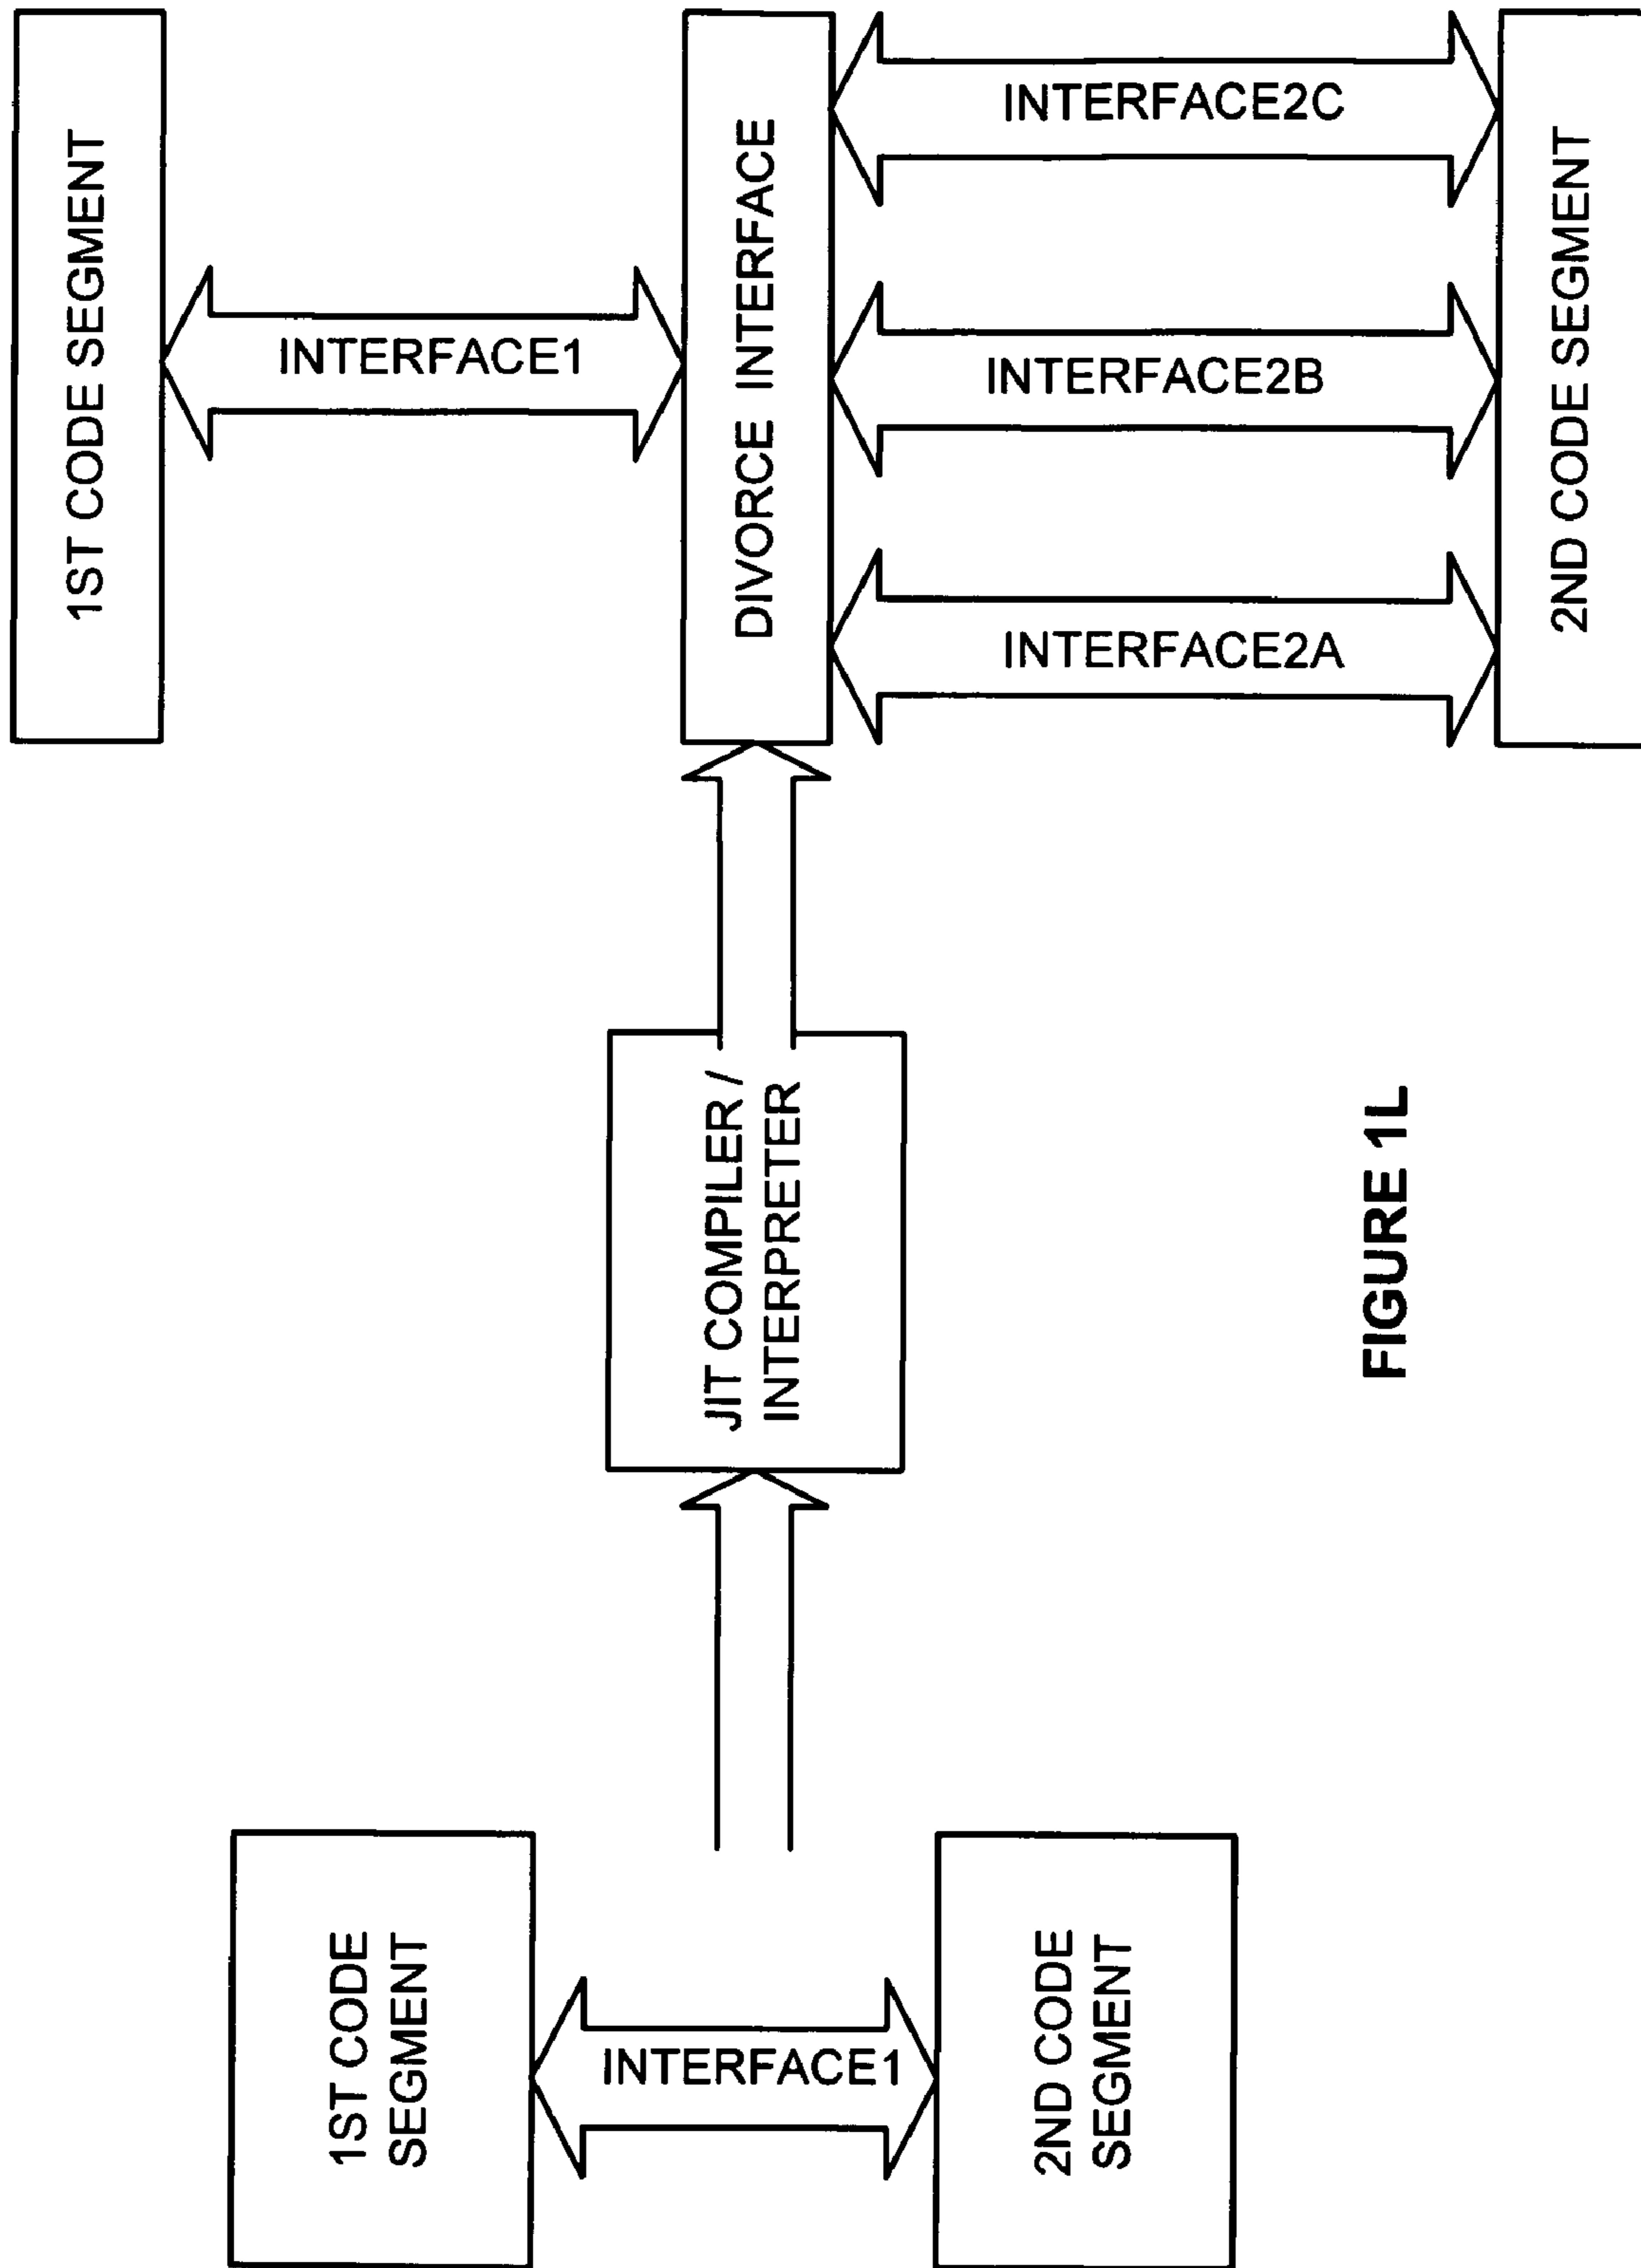 1ST CODE
SEGMENT
INTERFACE1
2ND CODE
SEGMENT
JIT COMPILER /
INTERPRETER
1ST CODE SEGMENT
INTERFACE1
DIVORCE INTERFACE
INTERFACE2A
INTERFACE2B
INTERFACE2C
2ND CODE SEGMENT
FIGURE 1L